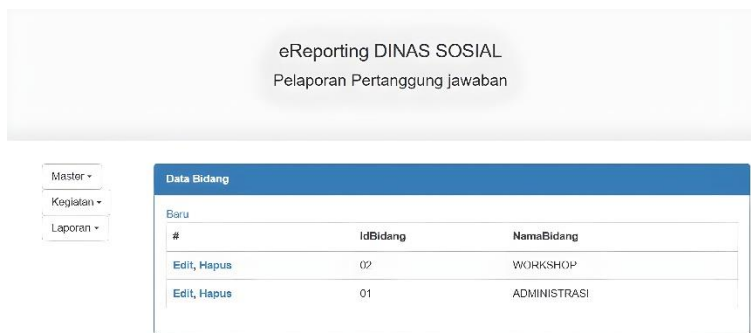 eReporting DINAS SOSIAL
Pelaporan Pertanggung jawaban
Master
Kegiatan
Laporan
Data Bidang
Baru
# IdBidang NamaBidang
Edit, Hapus 02 WORKSHOP
Edit, Hapus 01 ADMINISTRASI